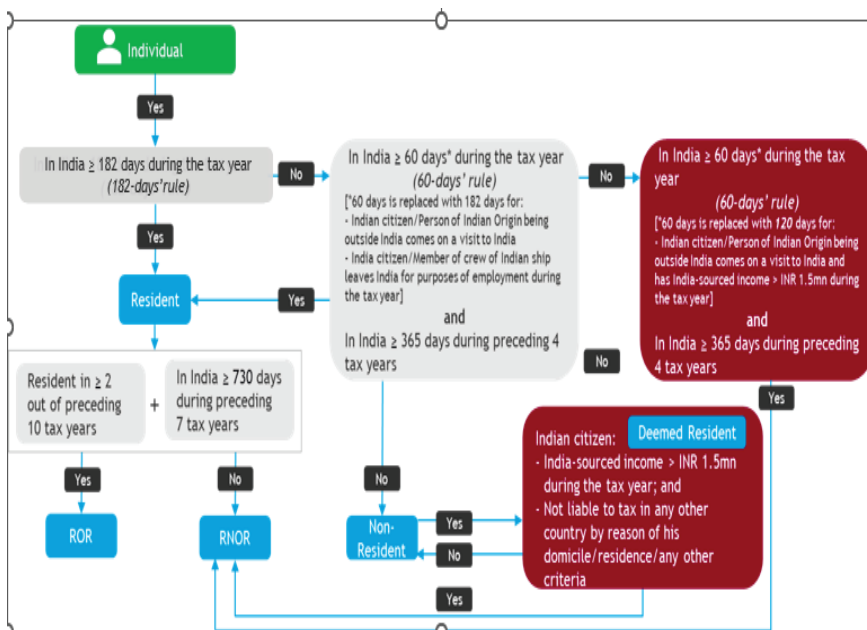 Individual
Yes
In India ≥ 182 days during the tax year
(182-days'rule)
No
Yes
Resident
Yes
In India ≥ 60 days* during the tax year
(60-days' rule)
[*60 days is replaced with 182 days for:
- Indian citizen/Person of Indian Origin being
outside India comes on a visit to India
- India citizen/Member of crew of Indian ship
leaves India for purposes of employment during
the tax year]
and
In India ≥ 365 days during preceding 4
tax years
No
No
In India ≥ 60 days* during the tax
year
(60-days' rule)
[*60 days is replaced with 120 days for:
- Indian citizen/Person of Indian Origin being
outside India comes on a visit to India and
has India-sourced income > INR 1.5mn during
the tax year]
and
In India ≥ 365 days during preceding
4 tax years
Yes
Resident in ≥ 2
out of preceding
10 tax years
+
In India ≥ 730 days
during preceding
7 tax years
Yes
No
ROR
RNOR
No
Non-
Resident
Yes
No
Yes
Indian citizen:
Deemed Resident
- India-sourced income > INR 1.5mn
during the tax year; and
- Not liable to tax in any other
country by reason of his
domicile/residence/any other
criteria